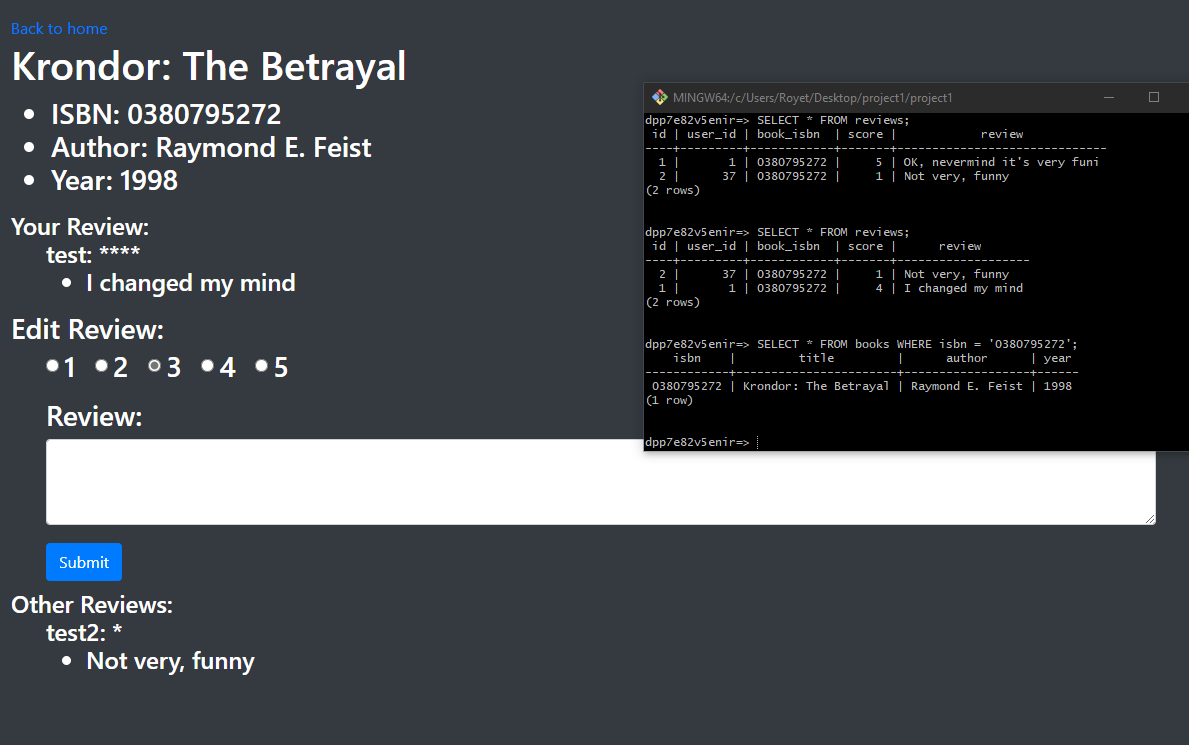 Back to home
Krondor: The Betrayal
ISBN: 0380795272
Author: Raymond E. Feist
Year: 1998
Your Review:
test: ****
I changed my mind
Edit Review:
1 2 3 4 5
Review:
Submit
Other Reviews:
test2: *
Not very, funny
MINGW64:/c/Users/Royet/Desktop/project1/project1
dpp7e82v5enir=> SELECT * FROM reviews;
id | user_id | book_isbn | score | review
----+---------+------------+-------+-----------------------------
1 | 1 | 0380795272 | 5 | OK, nevermind it's very funi
2 | 37 | 0380795272 | 1 | Not very, funny
(2 rows)
dpp7e82v5enir=> SELECT * FROM reviews;
id | user_id | book_isbn | score | review
----+---------+------------+-------+-------------------
2 | 37 | 0380795272 | 1 | Not very, funny
1 | 1 | 0380795272 | 4 | I changed my mind
(2 rows)
dpp7e82v5enir=> SELECT * FROM books WHERE isbn = '0380795272';
isbn | title | author | year
------------+-----------------------+------------------+------
0380795272 | Krondor: The Betrayal | Raymond E. Feist | 1998
(1 row)
dpp7e82v5enir=>